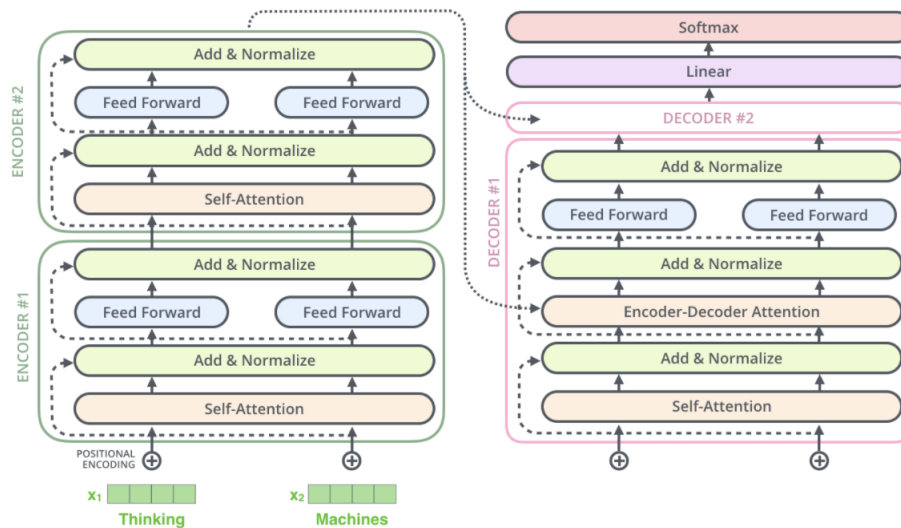 ENCODER #2
Add & Normalize
Feed Forward
Feed Forward
Add & Normalize
Self-Attention
ENCODER #1
Add & Normalize
Feed Forward
Feed Forward
Add & Normalize
Self-Attention
POSITIONAL
ENCODING
x₁
x₂
Thinking
Machines
Softmax
Linear
DECODER #2
DECODER #1
Add & Normalize
Feed Forward
Feed Forward
Add & Normalize
Encoder-Decoder Attention
Add & Normalize
Self-Attention